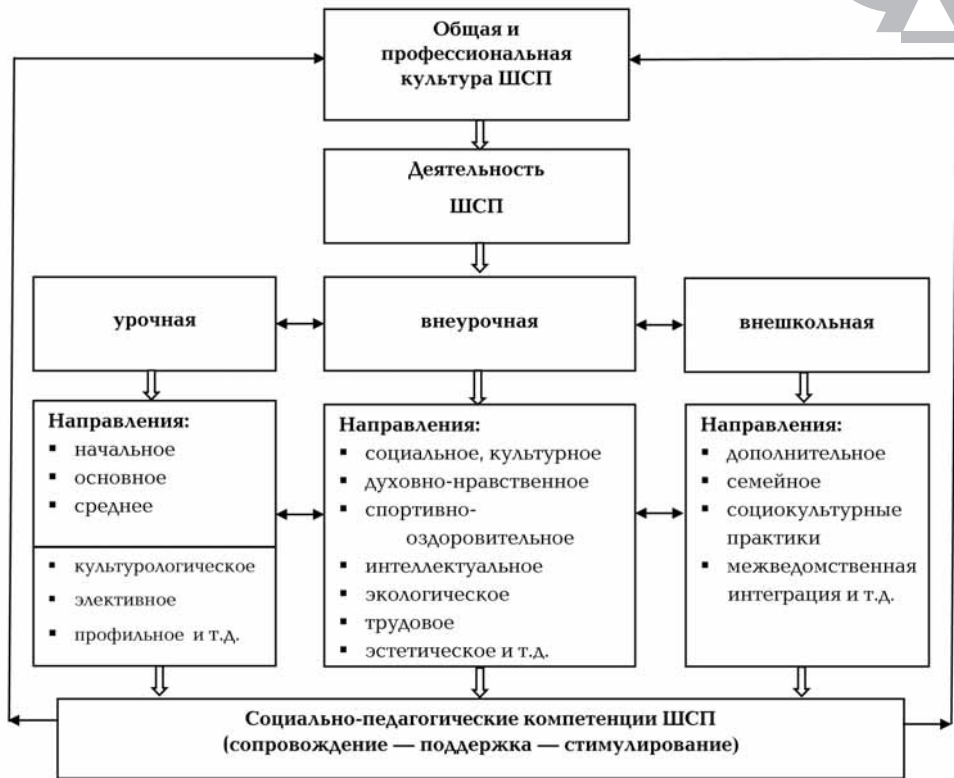 Общая и
профессиональная
культура ШСП
Деятельность
ШСП
урочная
внеурочная
внешкольная
Направления:
▪ начальное
▪ основное
▪ среднее
▪ культурологическое
▪ элективное
▪ профильное и т.д.
Направления:
▪ социальное, культурное
▪ духовно-нравственное
▪ спортивно-
оздоровительное
▪ интеллектуальное
▪ экологическое
▪ трудовое
▪ эстетическое и т.д.
Направления:
▪ дополнительное
▪ семейное
▪ социокультурные
практики
▪ межведомственная
интеграция и т.д.
Социально-педагогические компетенции ШСП
(сопровождение — поддержка — стимулирование)